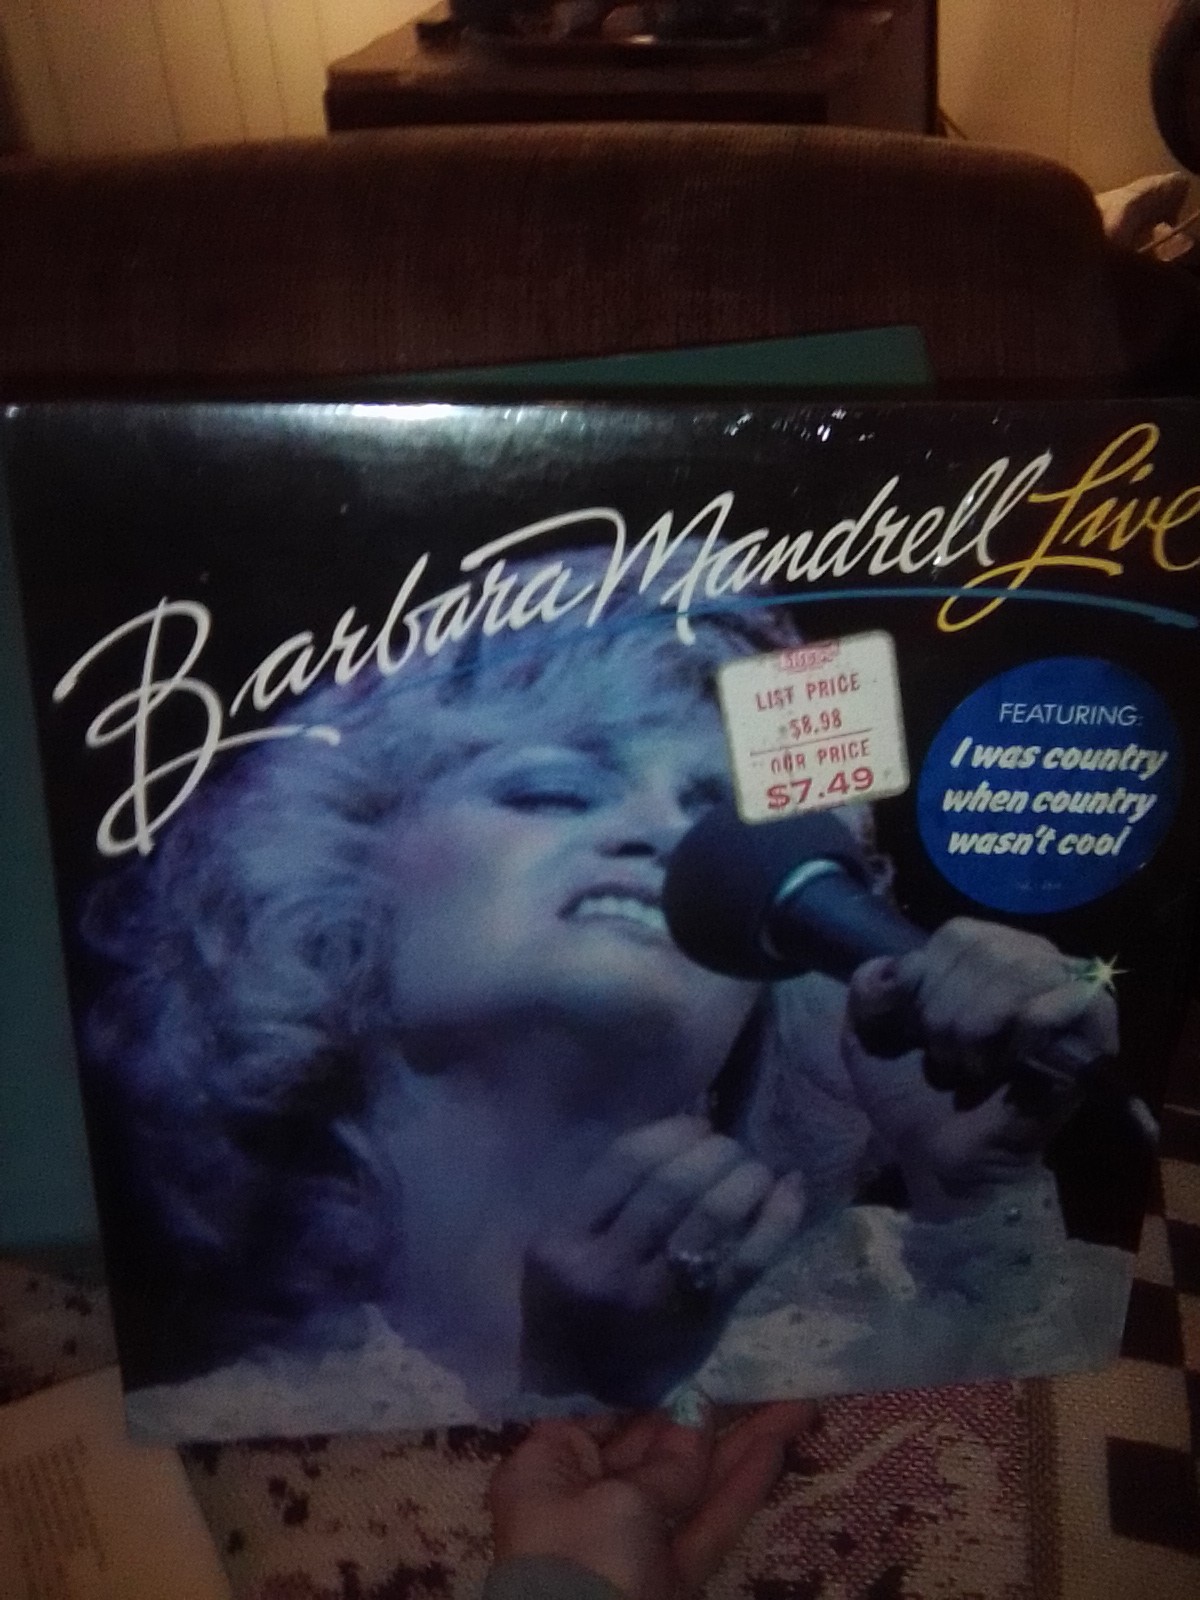 Barbara Mandrell Live
LIST PRICE
$8.98
OUR PRICE
$7.49
FEATURING:
I was country
when country
wasn't cool